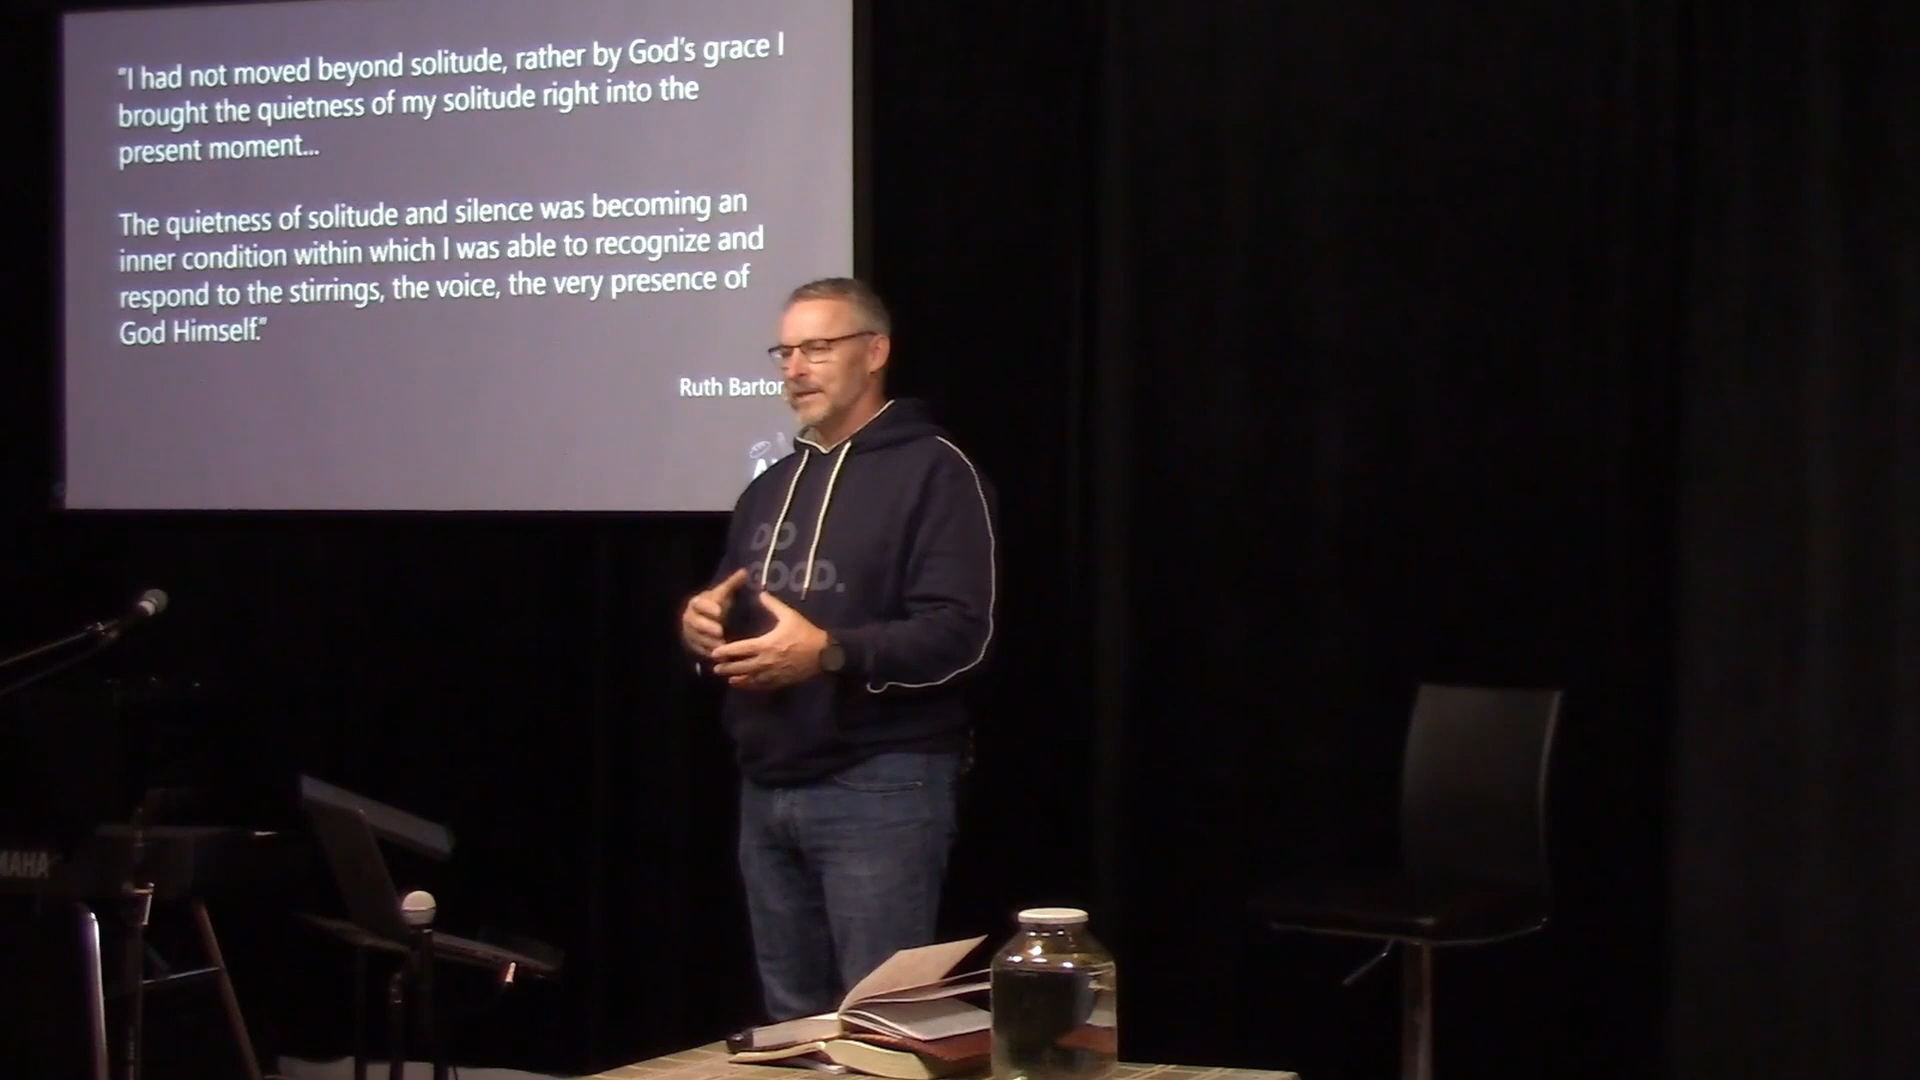 "I had not moved beyond solitude, rather by God's grace I
brought the quietness of my solitude right into the
present moment...
The quietness of solitude and silence was becoming an
inner condition within which I was able to recognize and
respond to the stirrings, the voice, the very presence of
God Himself."
Ruth Barton
DO
GOOD.